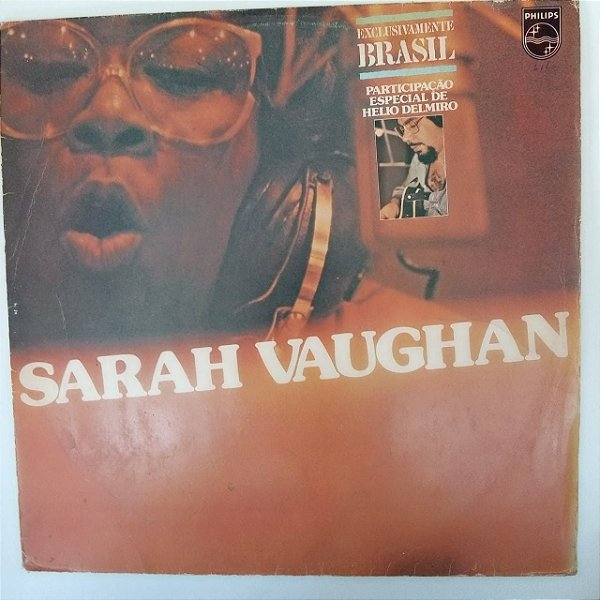 EXCLUSIVAMENTE
BRASIL
PARTICIPAÇÃO
ESPECIAL DE
HELIO DELMIRO
PHILIPS
SARAH VAUGHAN